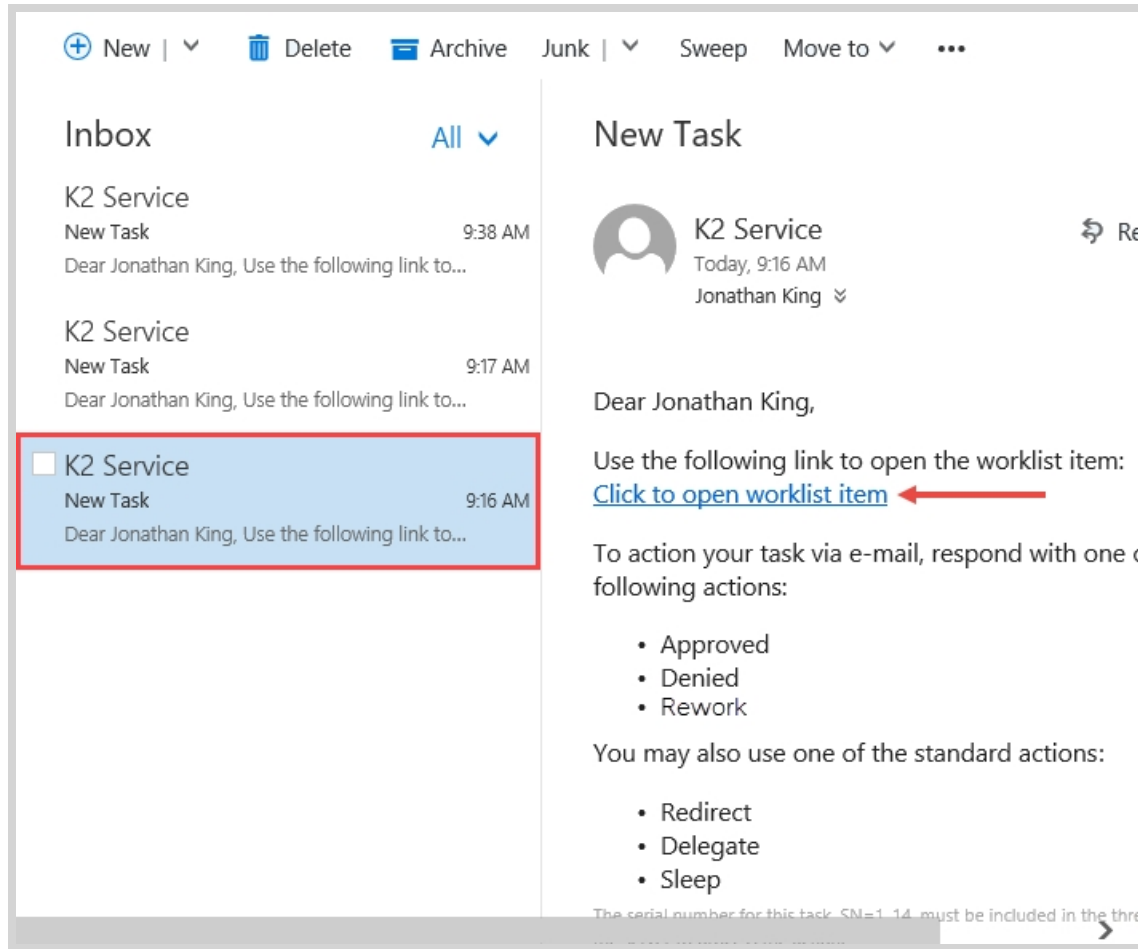 New | Delete Archive Junk | Sweep Move to •••
Inbox All
K2 Service
New Task 9:38 AM
Dear Jonathan King, Use the following link to...
K2 Service
New Task 9:17 AM
Dear Jonathan King, Use the following link to...
K2 Service
New Task 9:16 AM
Dear Jonathan King, Use the following link to...
New Task
K2 Service
Today, 9:16 AM
Jonathan King
Dear Jonathan King,
Use the following link to open the worklist item:
Click to open worklist item
To action your task via e-mail, respond with one
following actions:
• Approved
• Denied
• Rework
You may also use one of the standard actions:
• Redirect
• Delegate
• Sleep
The serial number for this task, SN=1_14, must be included in the